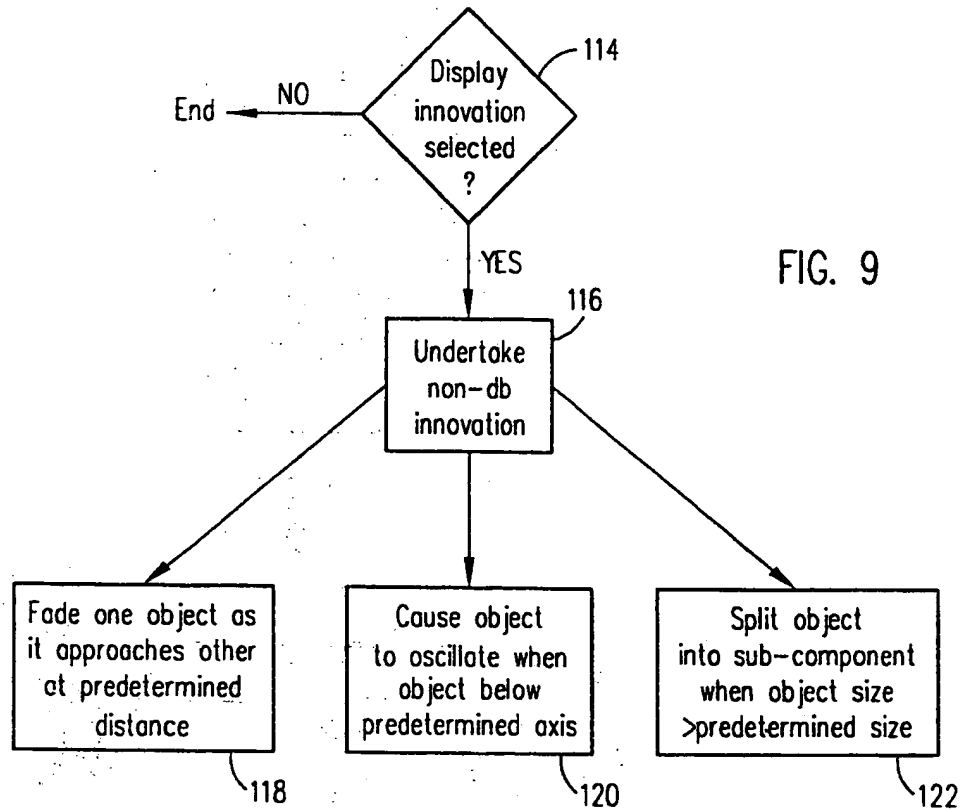 114
Display
innovation
selected
?
NO
End
YES
FIG. 9
116
Undertake
non-db
innovation
Fade one object as
it approaches other
at predetermined
distance
118
Cause object
to oscillate when
object below
predetermined axis
120
Split object
into sub-component
when object size
>predetermined size
122